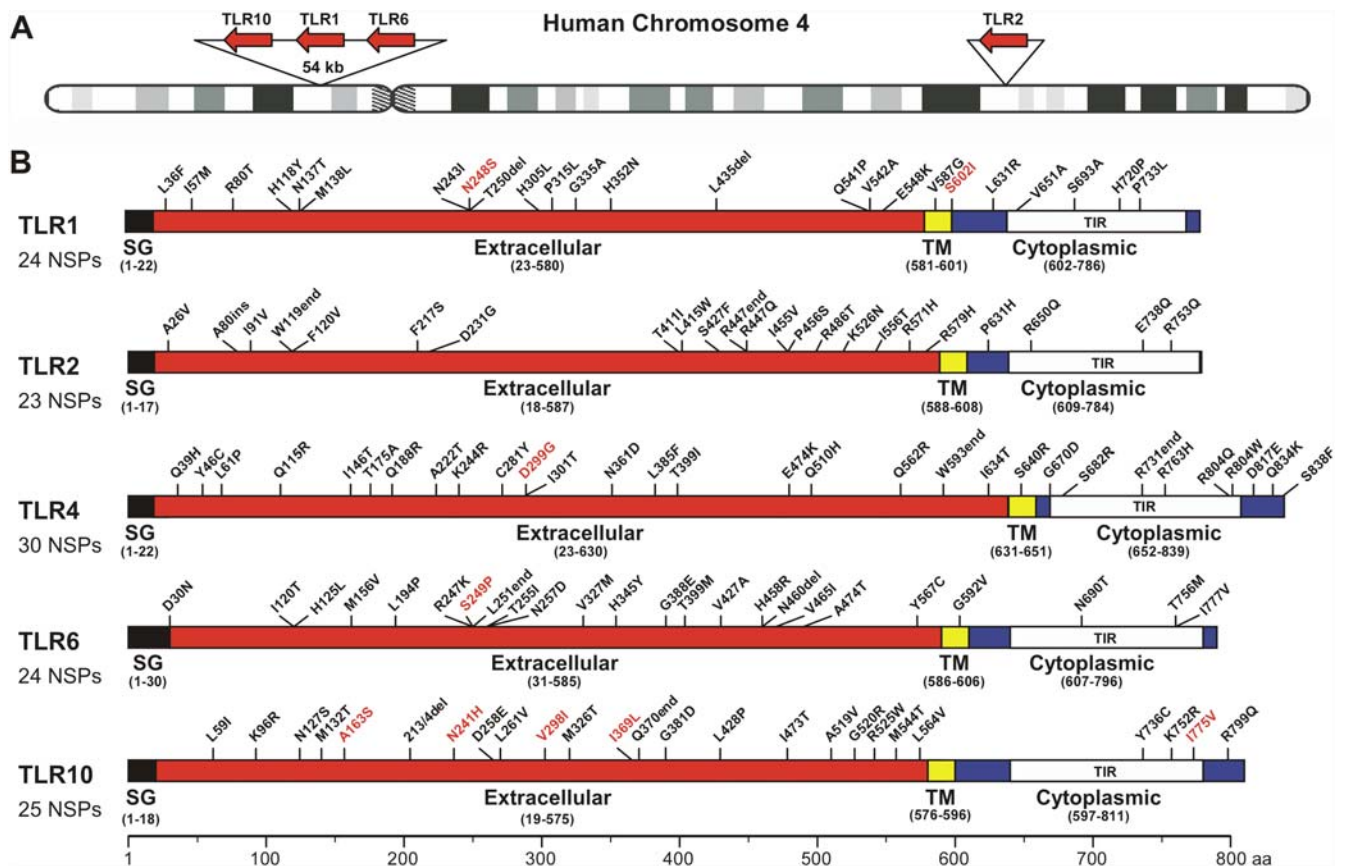 A
Human Chromosome 4
TLR10 TLR1 TLR6 TLR2
54 kb
B
L36F I57M R80T H118Y N137T M138L N243I N248S T250del H305L P315L G335A H352N L435del Q541P V542A E548K V587G S602I L631R V651A S693A H720P P733L
TLR1
TIR
24 NSPs
SG Extracellular TM Cytoplasmic
(1-22) (23-580) (581-601) (602-786)
A26V A80ins I91V W119end F120V F217S D231G T411I L415W S427F R447end R447Q I455V P456S R486T K526N I556T R571H R579H P631H R650Q E738Q R753Q
TLR2
TIR
23 NSPs
SG Extracellular TM Cytoplasmic
(1-17) (18-587) (588-608) (609-784)
Q39H Y46C L61P Q115R I146T T175A Q188R A222T K244R C281Y D299G I301T N361D L385F T399I E474K Q510H Q562R W593end I634T S640R G670D S682R R731end R763H R804Q R804W D817E Q834K S838F
TLR4
TIR
30 NSPs
SG Extracellular TM Cytoplasmic
(1-22) (23-630) (631-651) (652-839)
D30N I120T H125L M156V L194P R247K S249P L251end T255I N257D V327M H345Y G388E T399M V427A H458R N460del V465I A474T Y567C G592V N690T T756M I777V
TLR6
TIR
24 NSPs
SG Extracellular TM Cytoplasmic
(1-30) (31-585) (586-606) (607-796)
L59I K96R N127S M132T A163S 213/4del N241H D258E L261V V298I M326T I369L Q370end G381D L428P I473T A519V G520R R525W M544T L564V Y736C K752R I775V R799Q
TLR10
TIR
25 NSPs
SG Extracellular TM Cytoplasmic
(1-18) (19-575) (576-596) (597-811)
1 100 200 300 400 500 600 700 800 aa